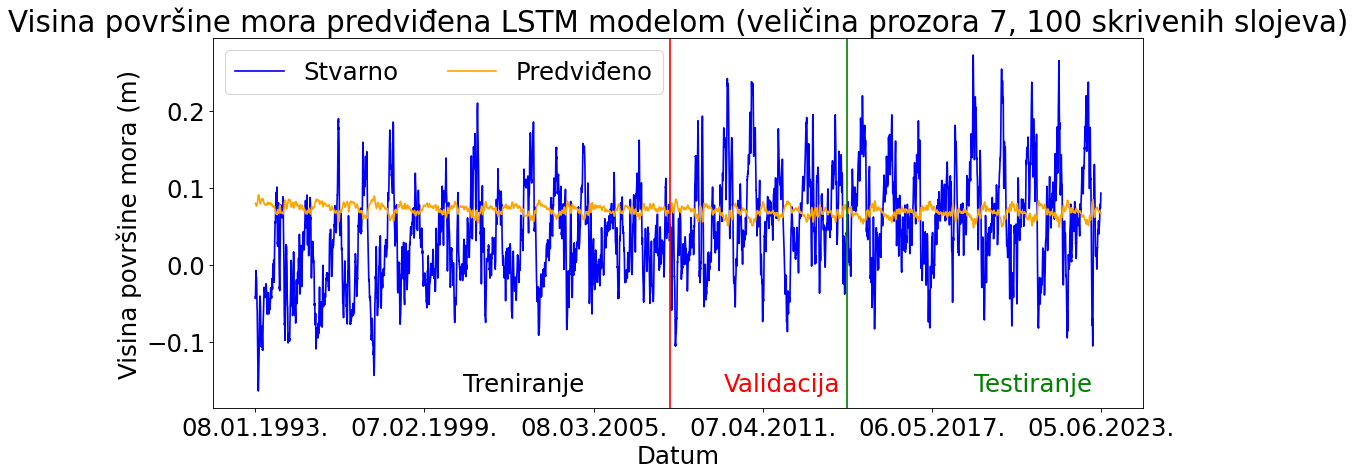 Visina površine mora predviđena LSTM modelom (veličina prozora 7, 100 skrivenih slojeva)
Stvarno
Predviđeno
Visina površine mora (m)
0.2
0.1
0.0
−0.1
Treniranje
Validacija
Testiranje
08.01.1993.
07.02.1999.
08.03.2005.
07.04.2011.
06.05.2017.
05.06.2023.
Datum